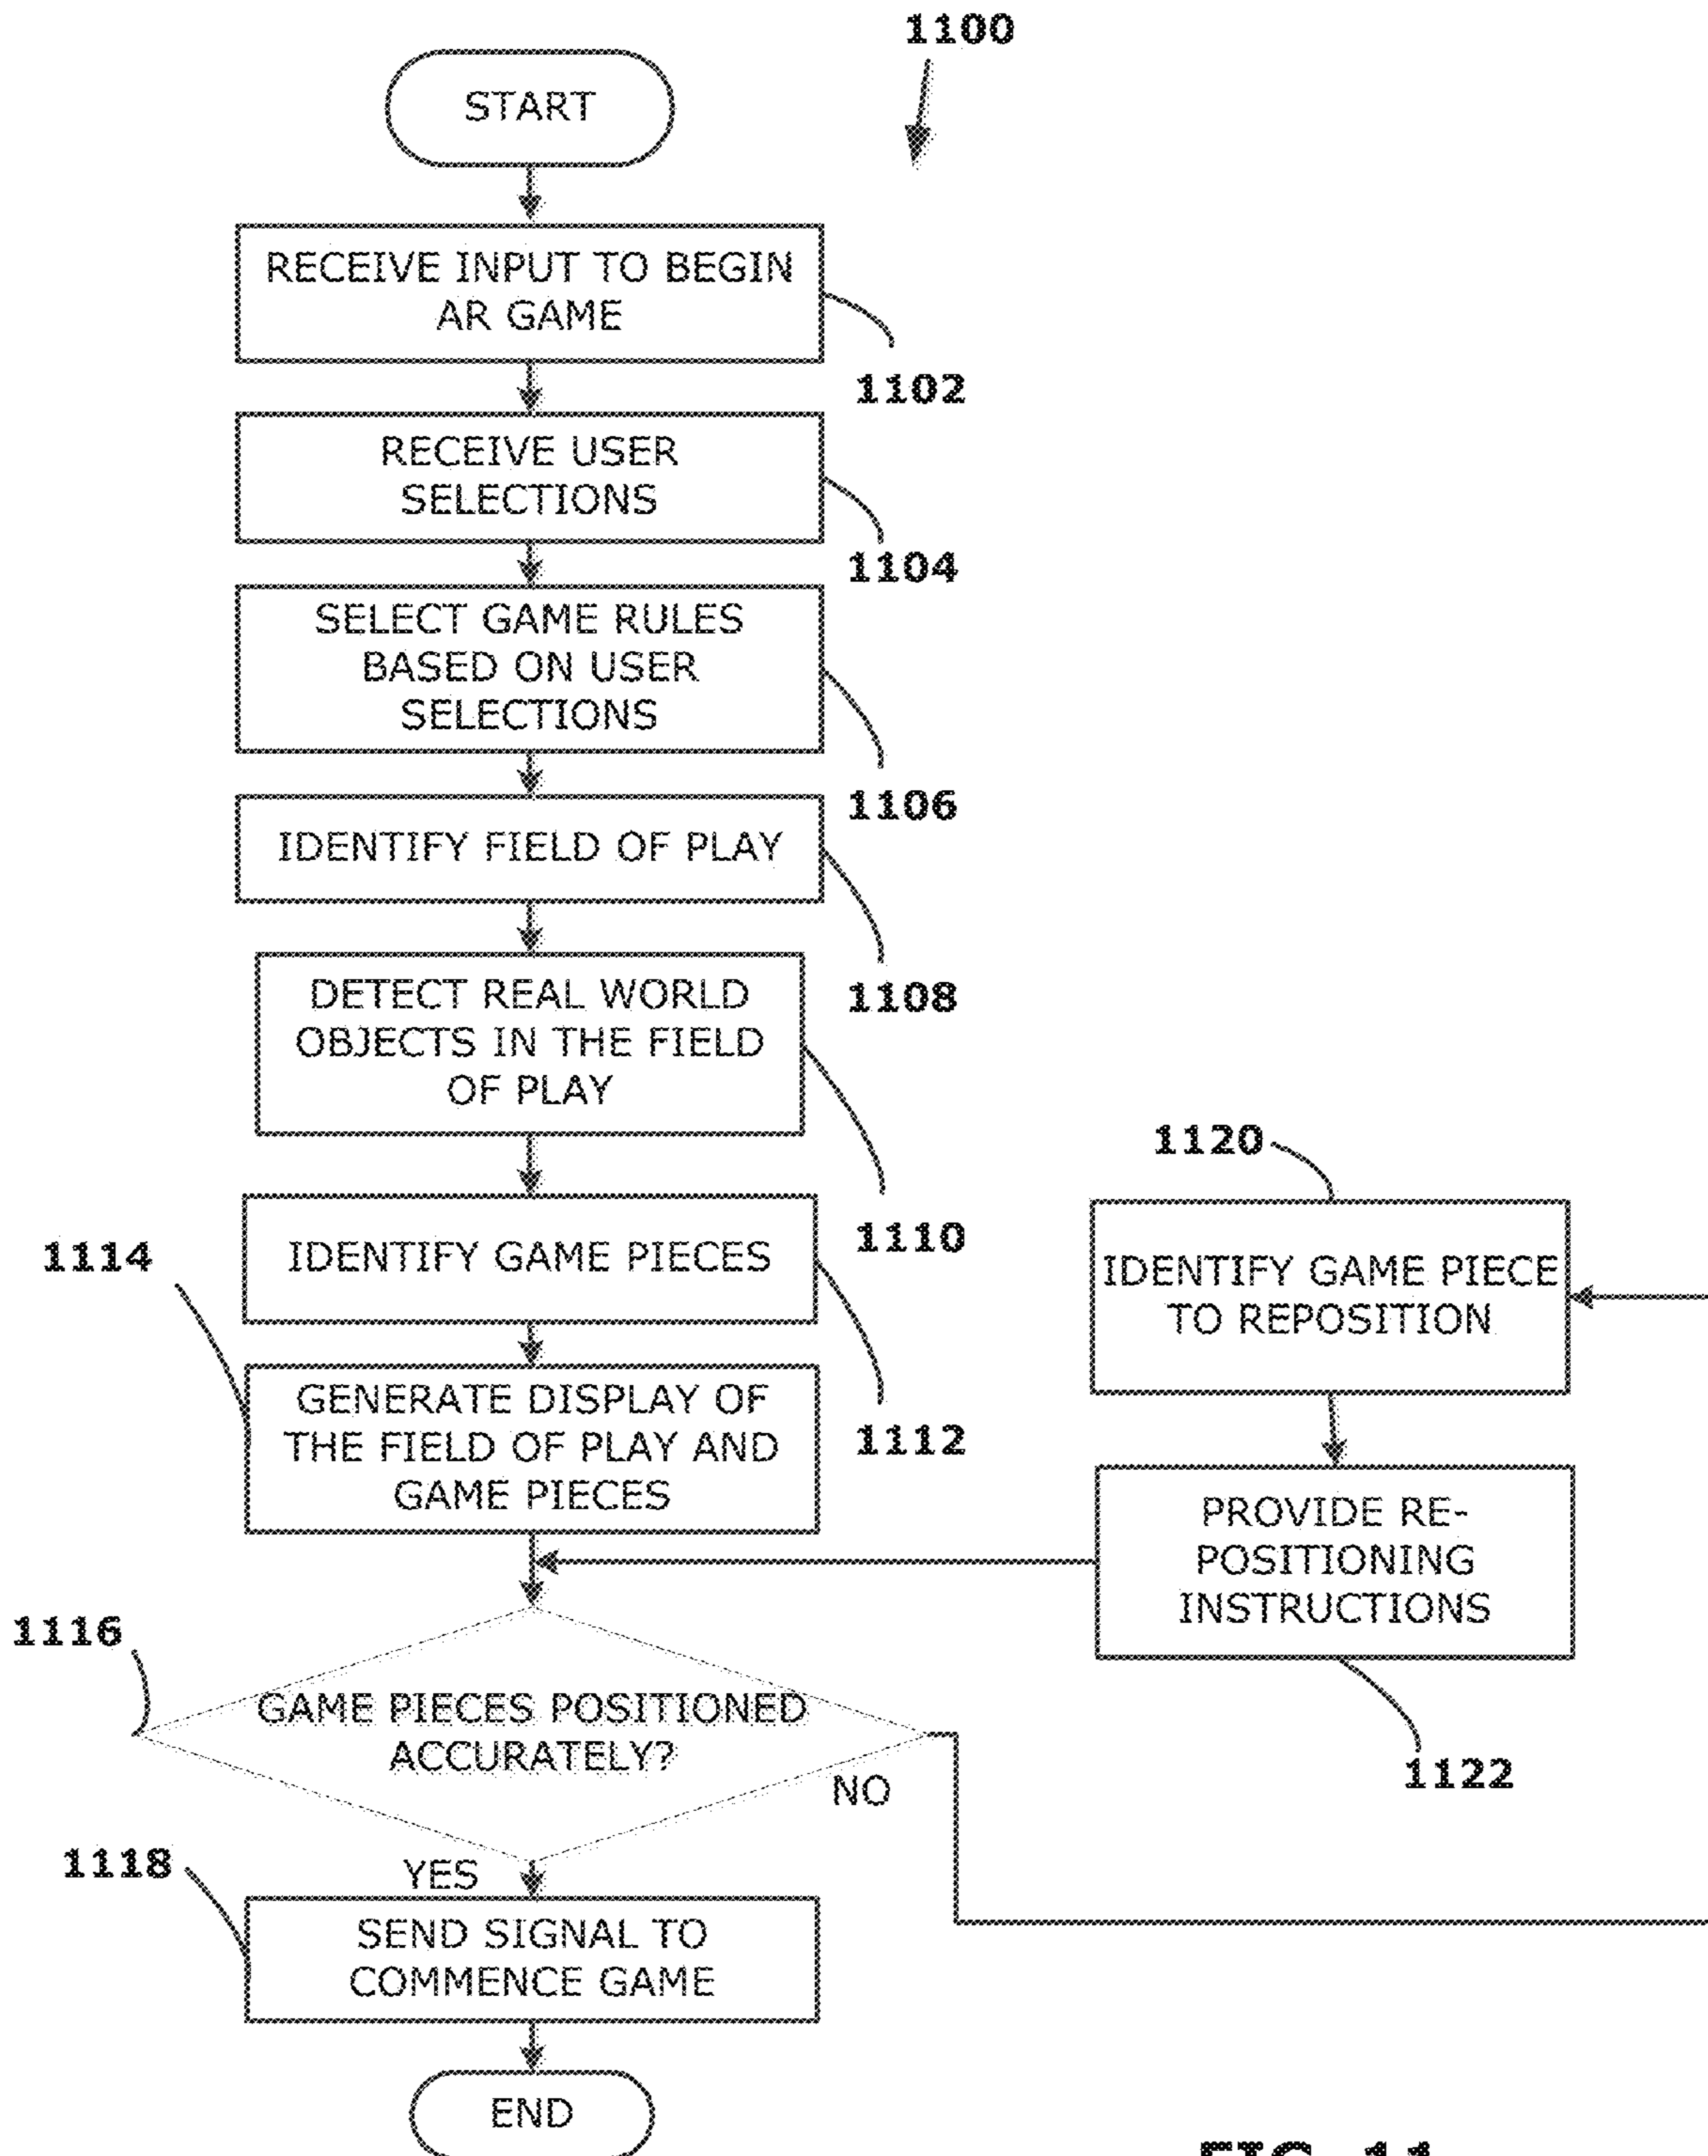 1100
START
RECEIVE INPUT TO BEGIN
AR GAME
1102
RECEIVE USER
SELECTIONS
1104
SELECT GAME RULES
BASED ON USER
SELECTIONS
1106
IDENTIFY FIELD OF PLAY
1108
DETECT REAL WORLD
OBJECTS IN THE FIELD
OF PLAY
1110
IDENTIFY GAME PIECES
1112
1114
GENERATE DISPLAY OF
THE FIELD OF PLAY AND
GAME PIECES
1116
GAME PIECES POSITIONED
ACCURATELY?
NO
YES
1118
SEND SIGNAL TO
COMMENCE GAME
END
1120
IDENTIFY GAME PIECE
TO REPOSITION
PROVIDE RE-
POSITIONING
INSTRUCTIONS
1122
FIG. 11